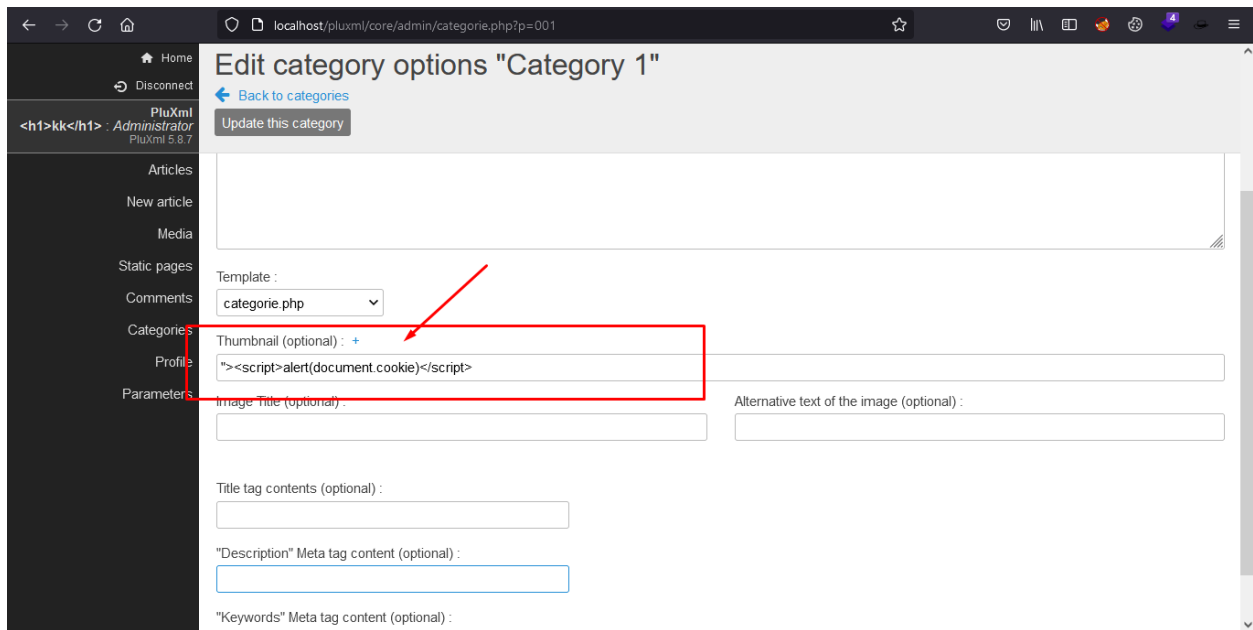 localhost/pluxml/core/admin/categorie.php?p=001
4
Home
Disconnect
PluXml
<h1>kk</h1> : Administrator
PluXml 5.8.7
Articles
New article
Media
Static pages
Comments
Categories
Profile
Parameters
Edit category options "Category 1"
Back to categories
Update this category
Template :
categorie.php
Thumbnail (optional) : +
"><script>alert(document.cookie)</script>
Image Title (optional) :
Alternative text of the image (optional) :
Title tag contents (optional) :
"Description" Meta tag content (optional) :
"Keywords" Meta tag content (optional) :